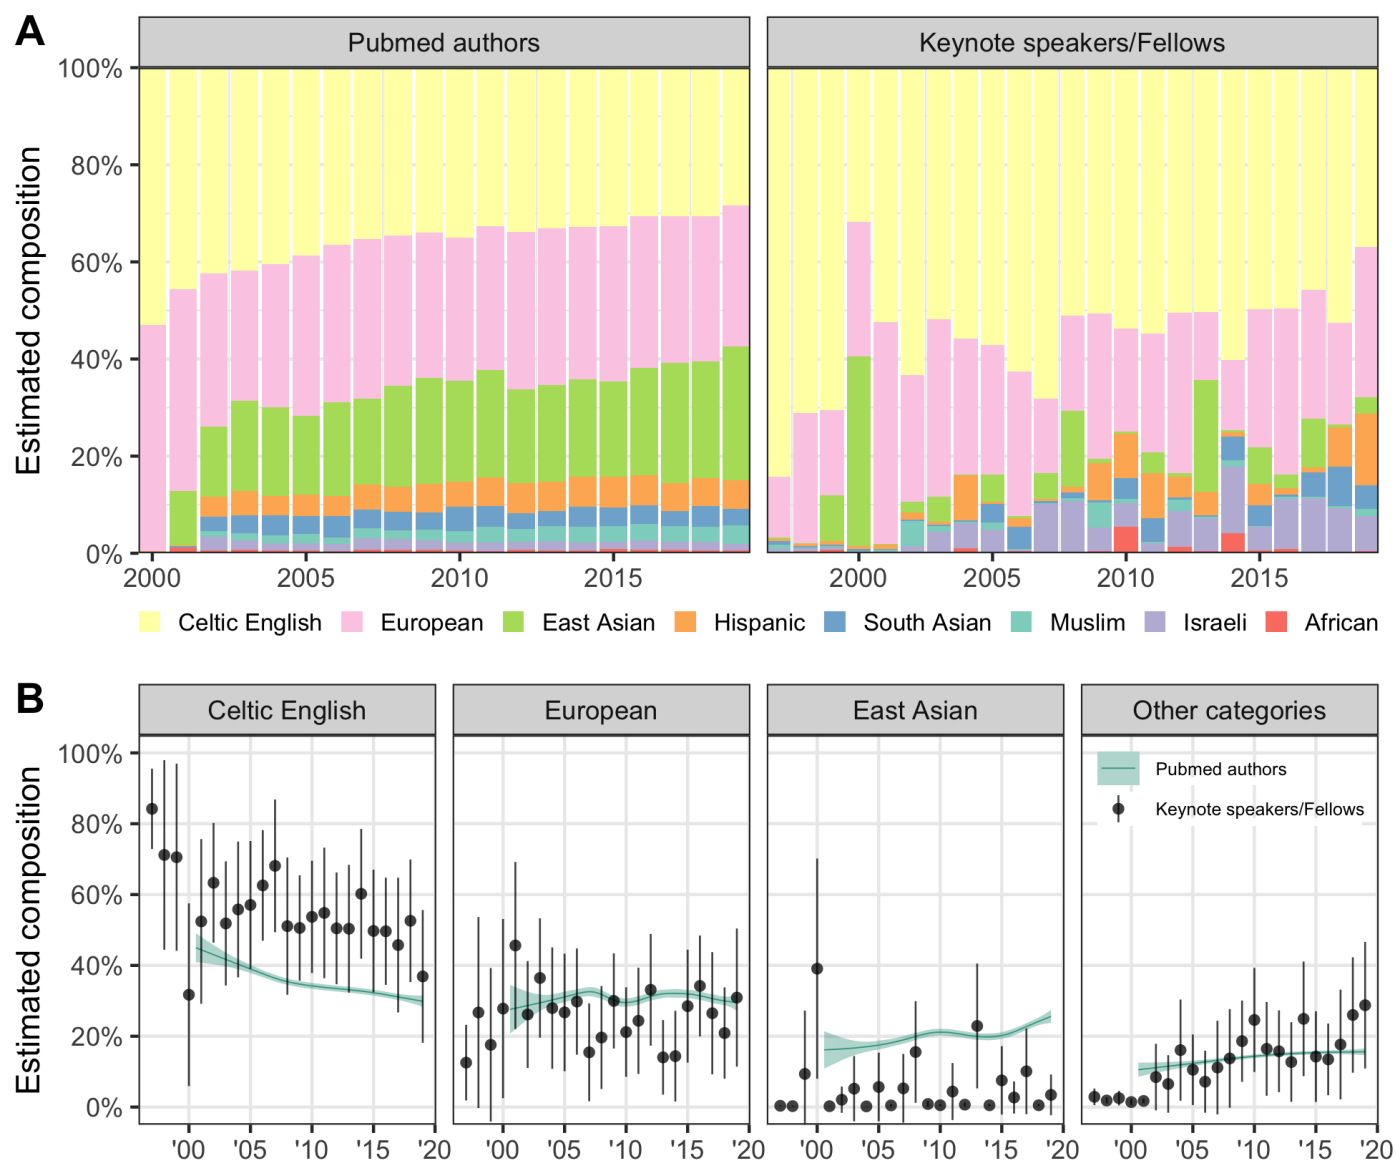 A
Pubmed authors
Keynote speakers/Fellows
Estimated composition
100%
80%
60%
40%
20%
0%
2000
2005
2010
2015
2000
2005
2010
2015
Celtic English
European
East Asian
Hispanic
South Asian
Muslim
Israeli
African
B
Celtic English
European
East Asian
Other categories
Estimated composition
100%
80%
60%
40%
20%
0%
Pubmed authors
Keynote speakers/Fellows
'00
'05
'10
'15
'20
'00
'05
'10
'15
'20
'00
'05
'10
'15
'20
'00
'05
'10
'15
'20